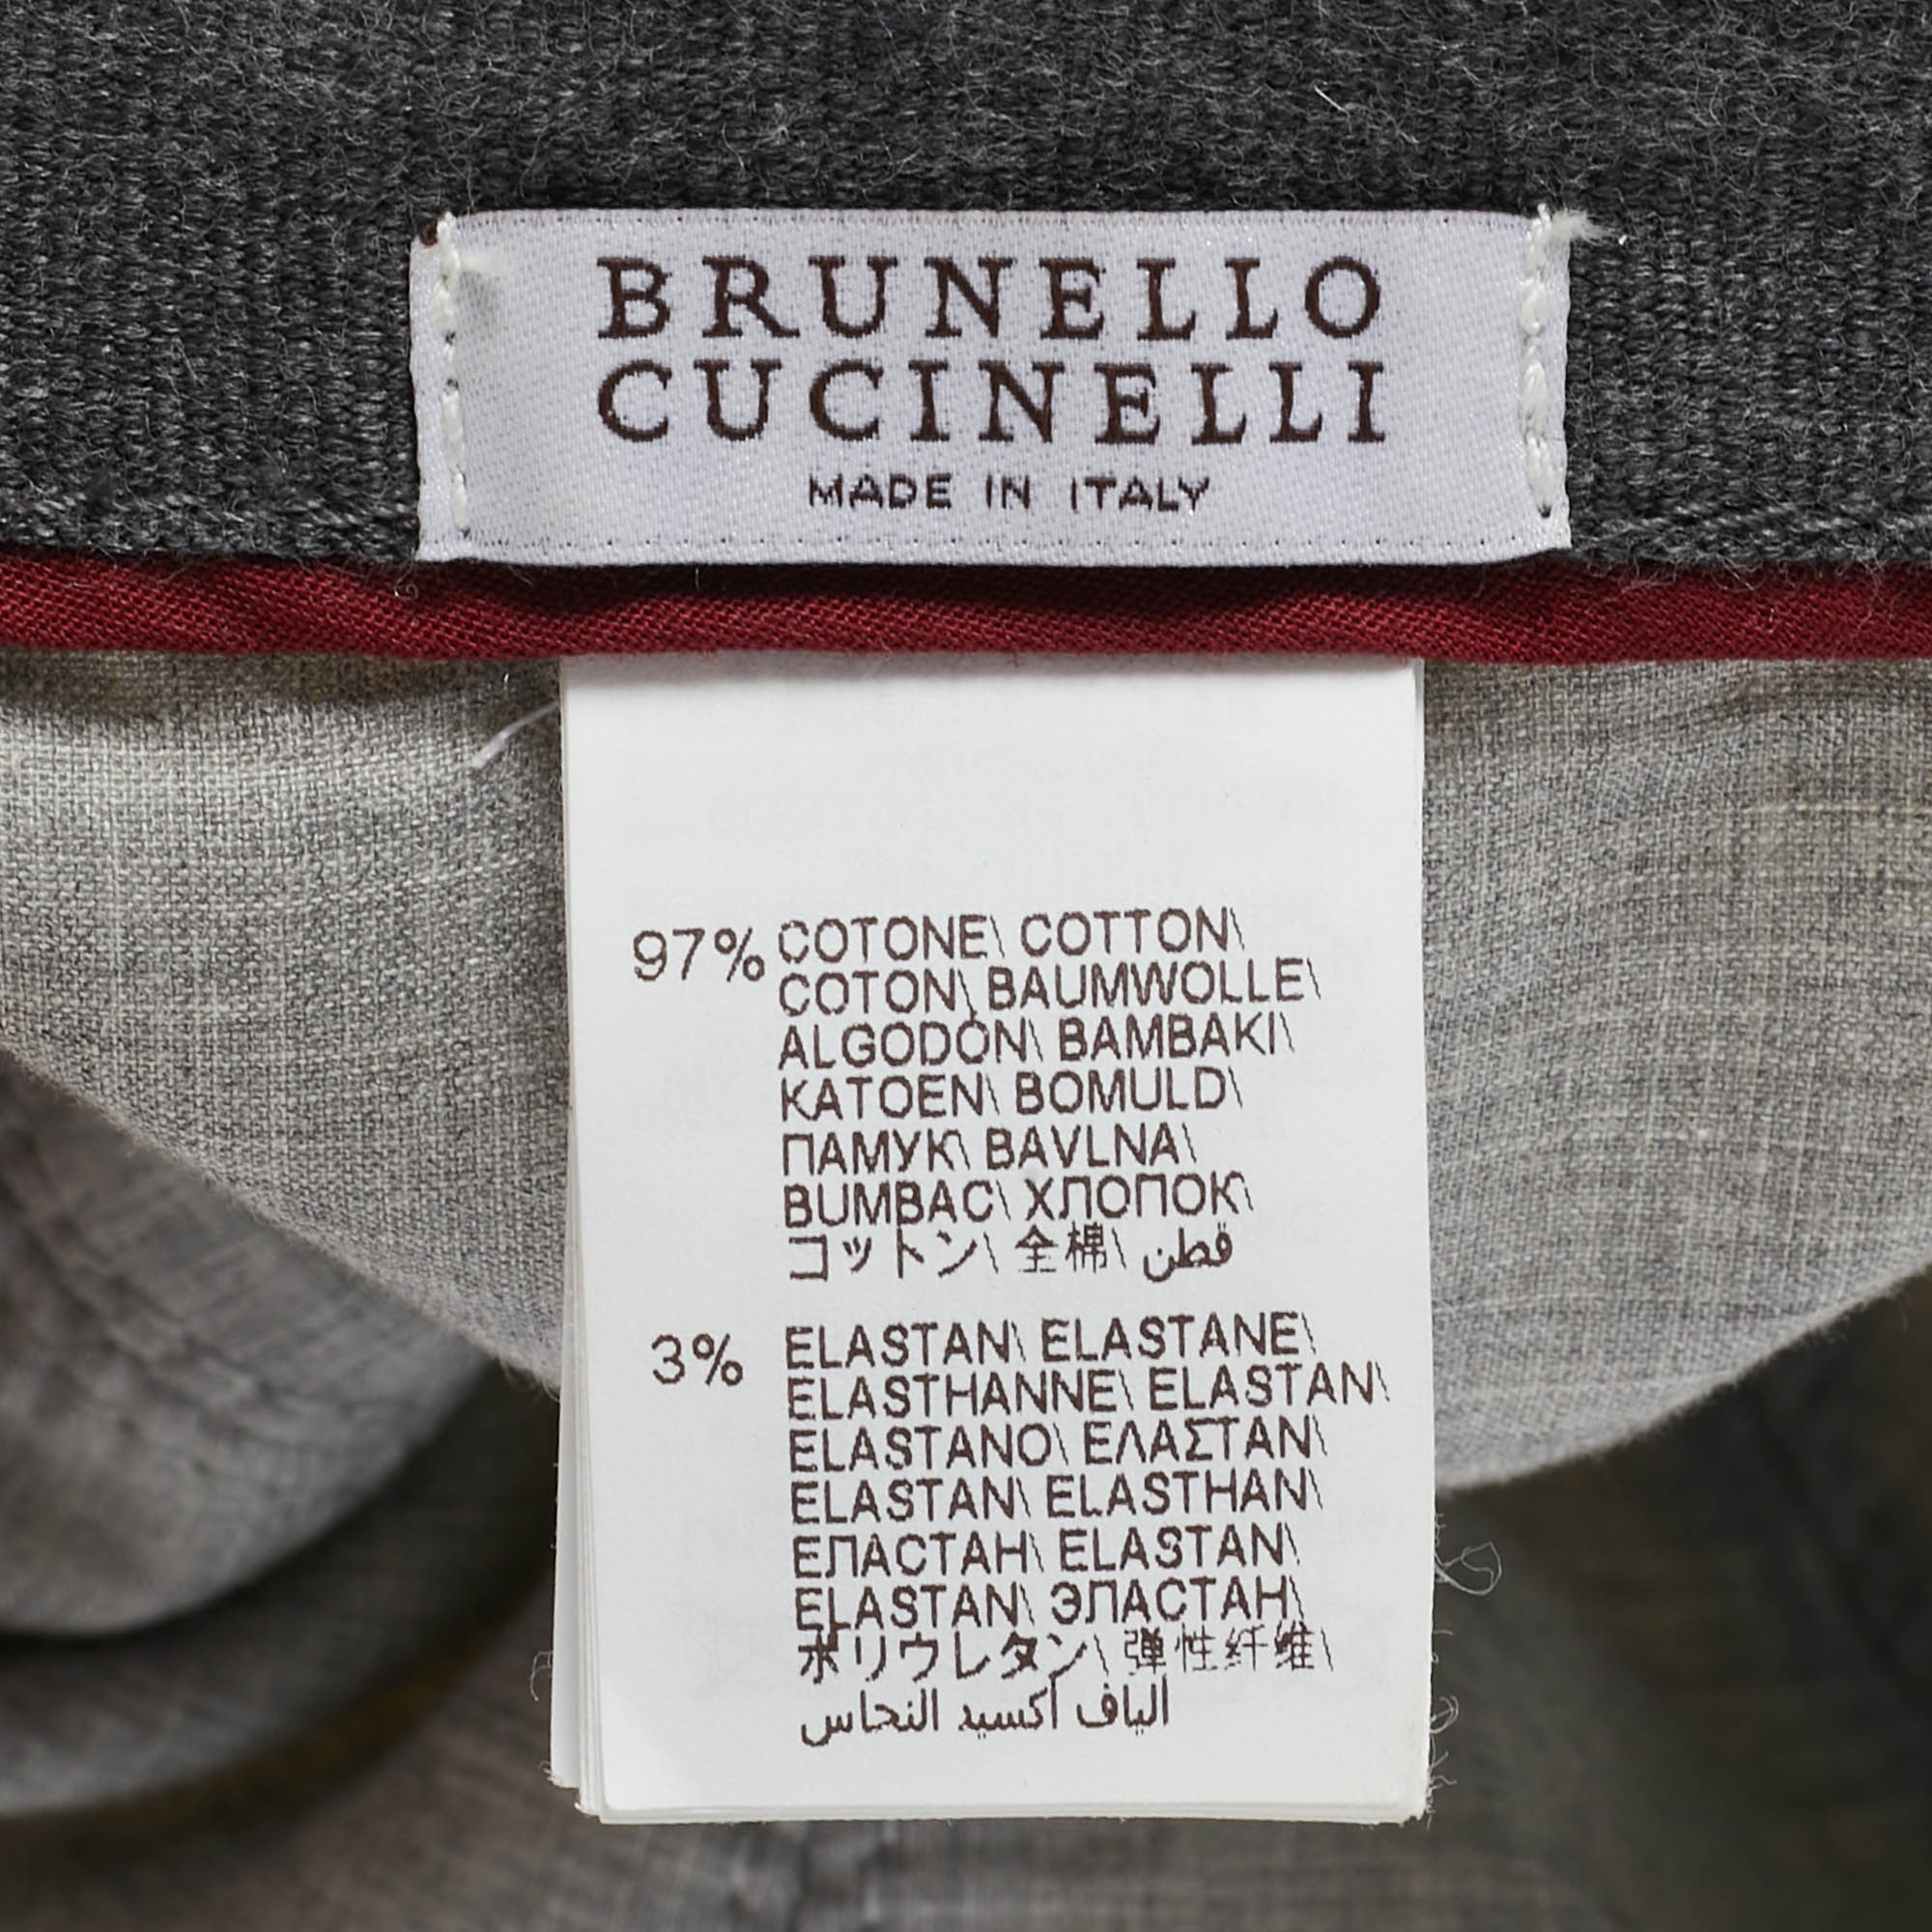 BRUNELLO
CUCINELLI
MADE IN ITALY
97% COTONE\ COTTON\
COTON\ BAUMWOLLE\
ALGODÒN\ BAMBAKI\
KATOEN\ BOMULD\
ПАМУК\ BAVLNA\
BUMBAC\ ХЛОПОК\
コットン\ 全棉\ قطن
3% ELASTAN\ ELASTANE\
ELASTHANNE\ ELASTAN\
ELASTANO\ ΕΛΑΣΤΑΝ\
ELASTAN\ ELASTHAN\
ЕЛАСТАН\ ELASTAN\
ELASTAN\ ЭЛАСТАН\
ポリウレタン\ 弹性纤维\
الياف أكسيد النحاس